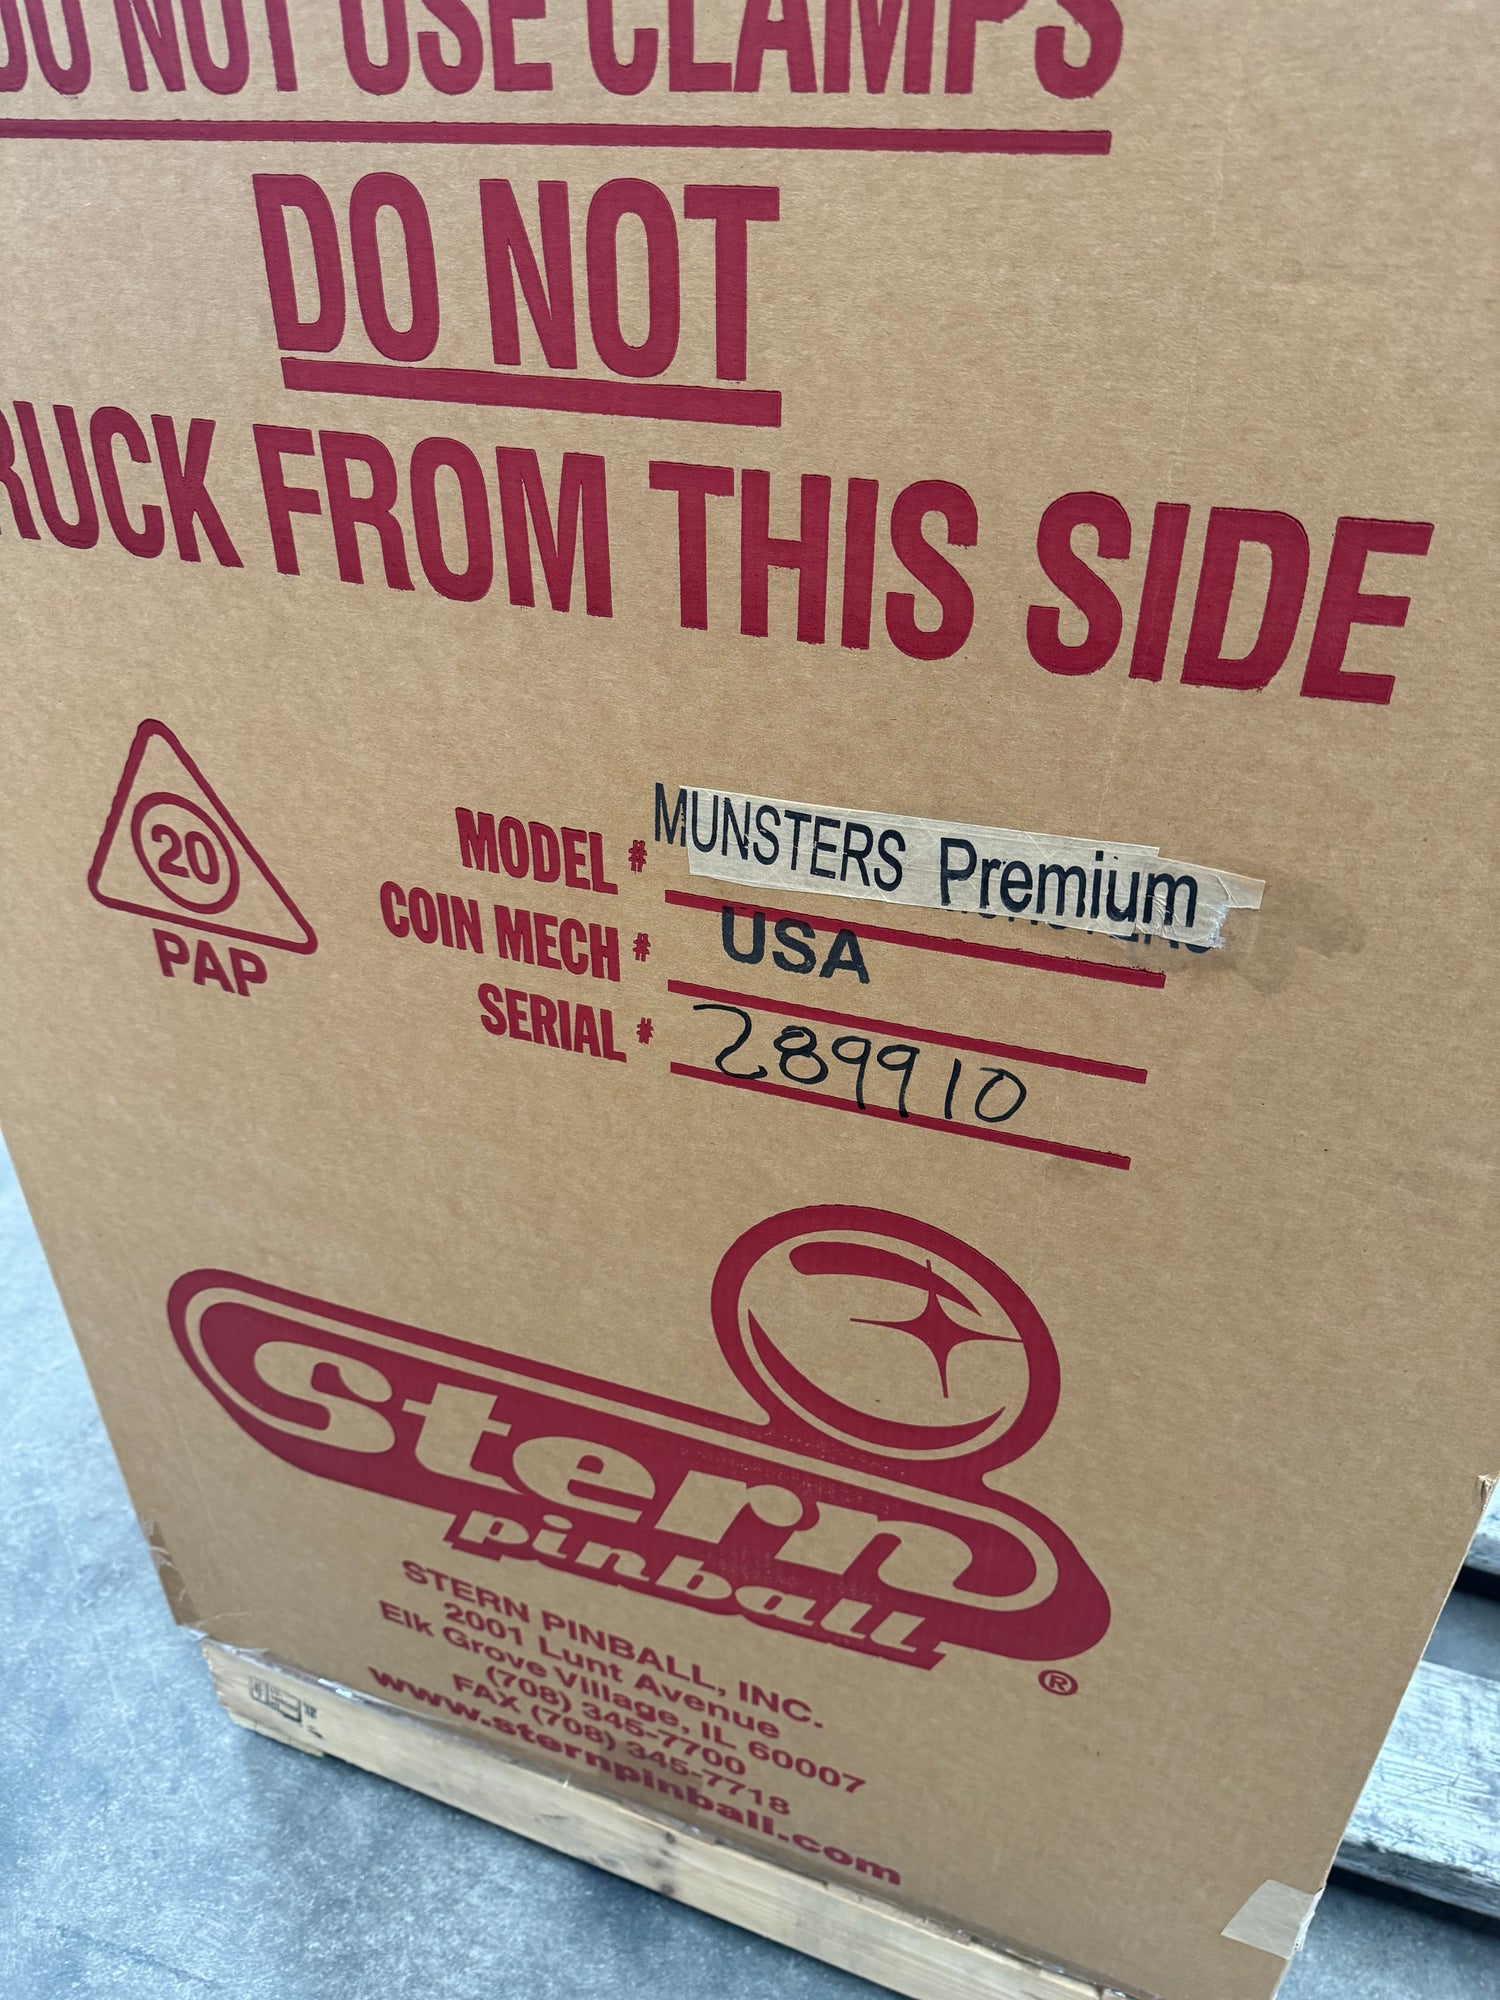 DO NOT USE CLAMPS
DO NOT
RUCK FROM THIS SIDE
20
PAP
MODEL # MUNSTERS Premium
COIN MECH # USA
SERIAL # 289910
Stern
pinball
®
STERN PINBALL, INC.
2001 Lunt Avenue
Elk Grove Village, IL 60007
(708) 345-7700
FAX (708) 345-7718
www.sternpinball.com